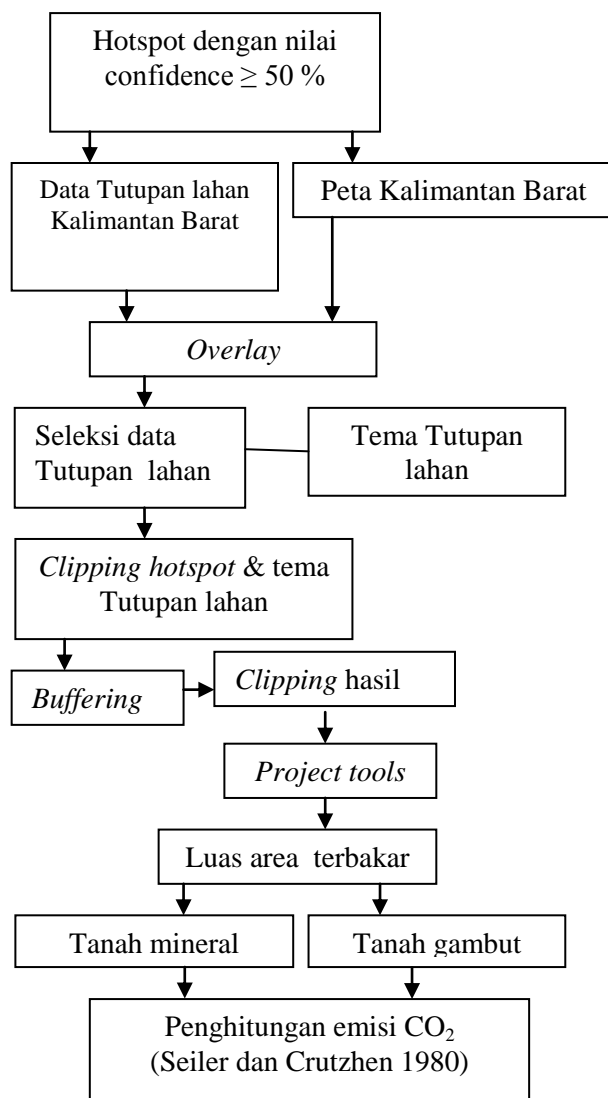 Hotspot dengan nilai
confidence ≥ 50 %
Data Tutupan lahan
Kalimantan Barat
Peta Kalimantan Barat
Overlay
Seleksi data
Tutupan lahan
Tema Tutupan
lahan
Clipping hotspot & tema
Tutupan lahan
Buffering
Clipping hasil
Project tools
Luas area terbakar
Tanah mineral
Tanah gambut
Penghitungan emisi CO₂
(Seiler dan Crutzhen 1980)